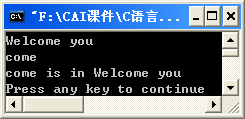 "F:\CAI课件\C语言...
Welcome you
come
come is in Welcome you
Press any key to continue